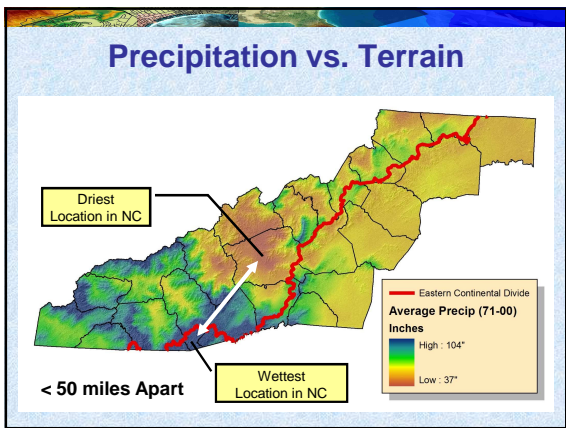 Precipitation vs. Terrain
Driest
Location in NC
Eastern Continental Divide
Average Precip (71-00)
Inches
High : 104"
Low : 37"
< 50 miles Apart
Wettest
Location in NC